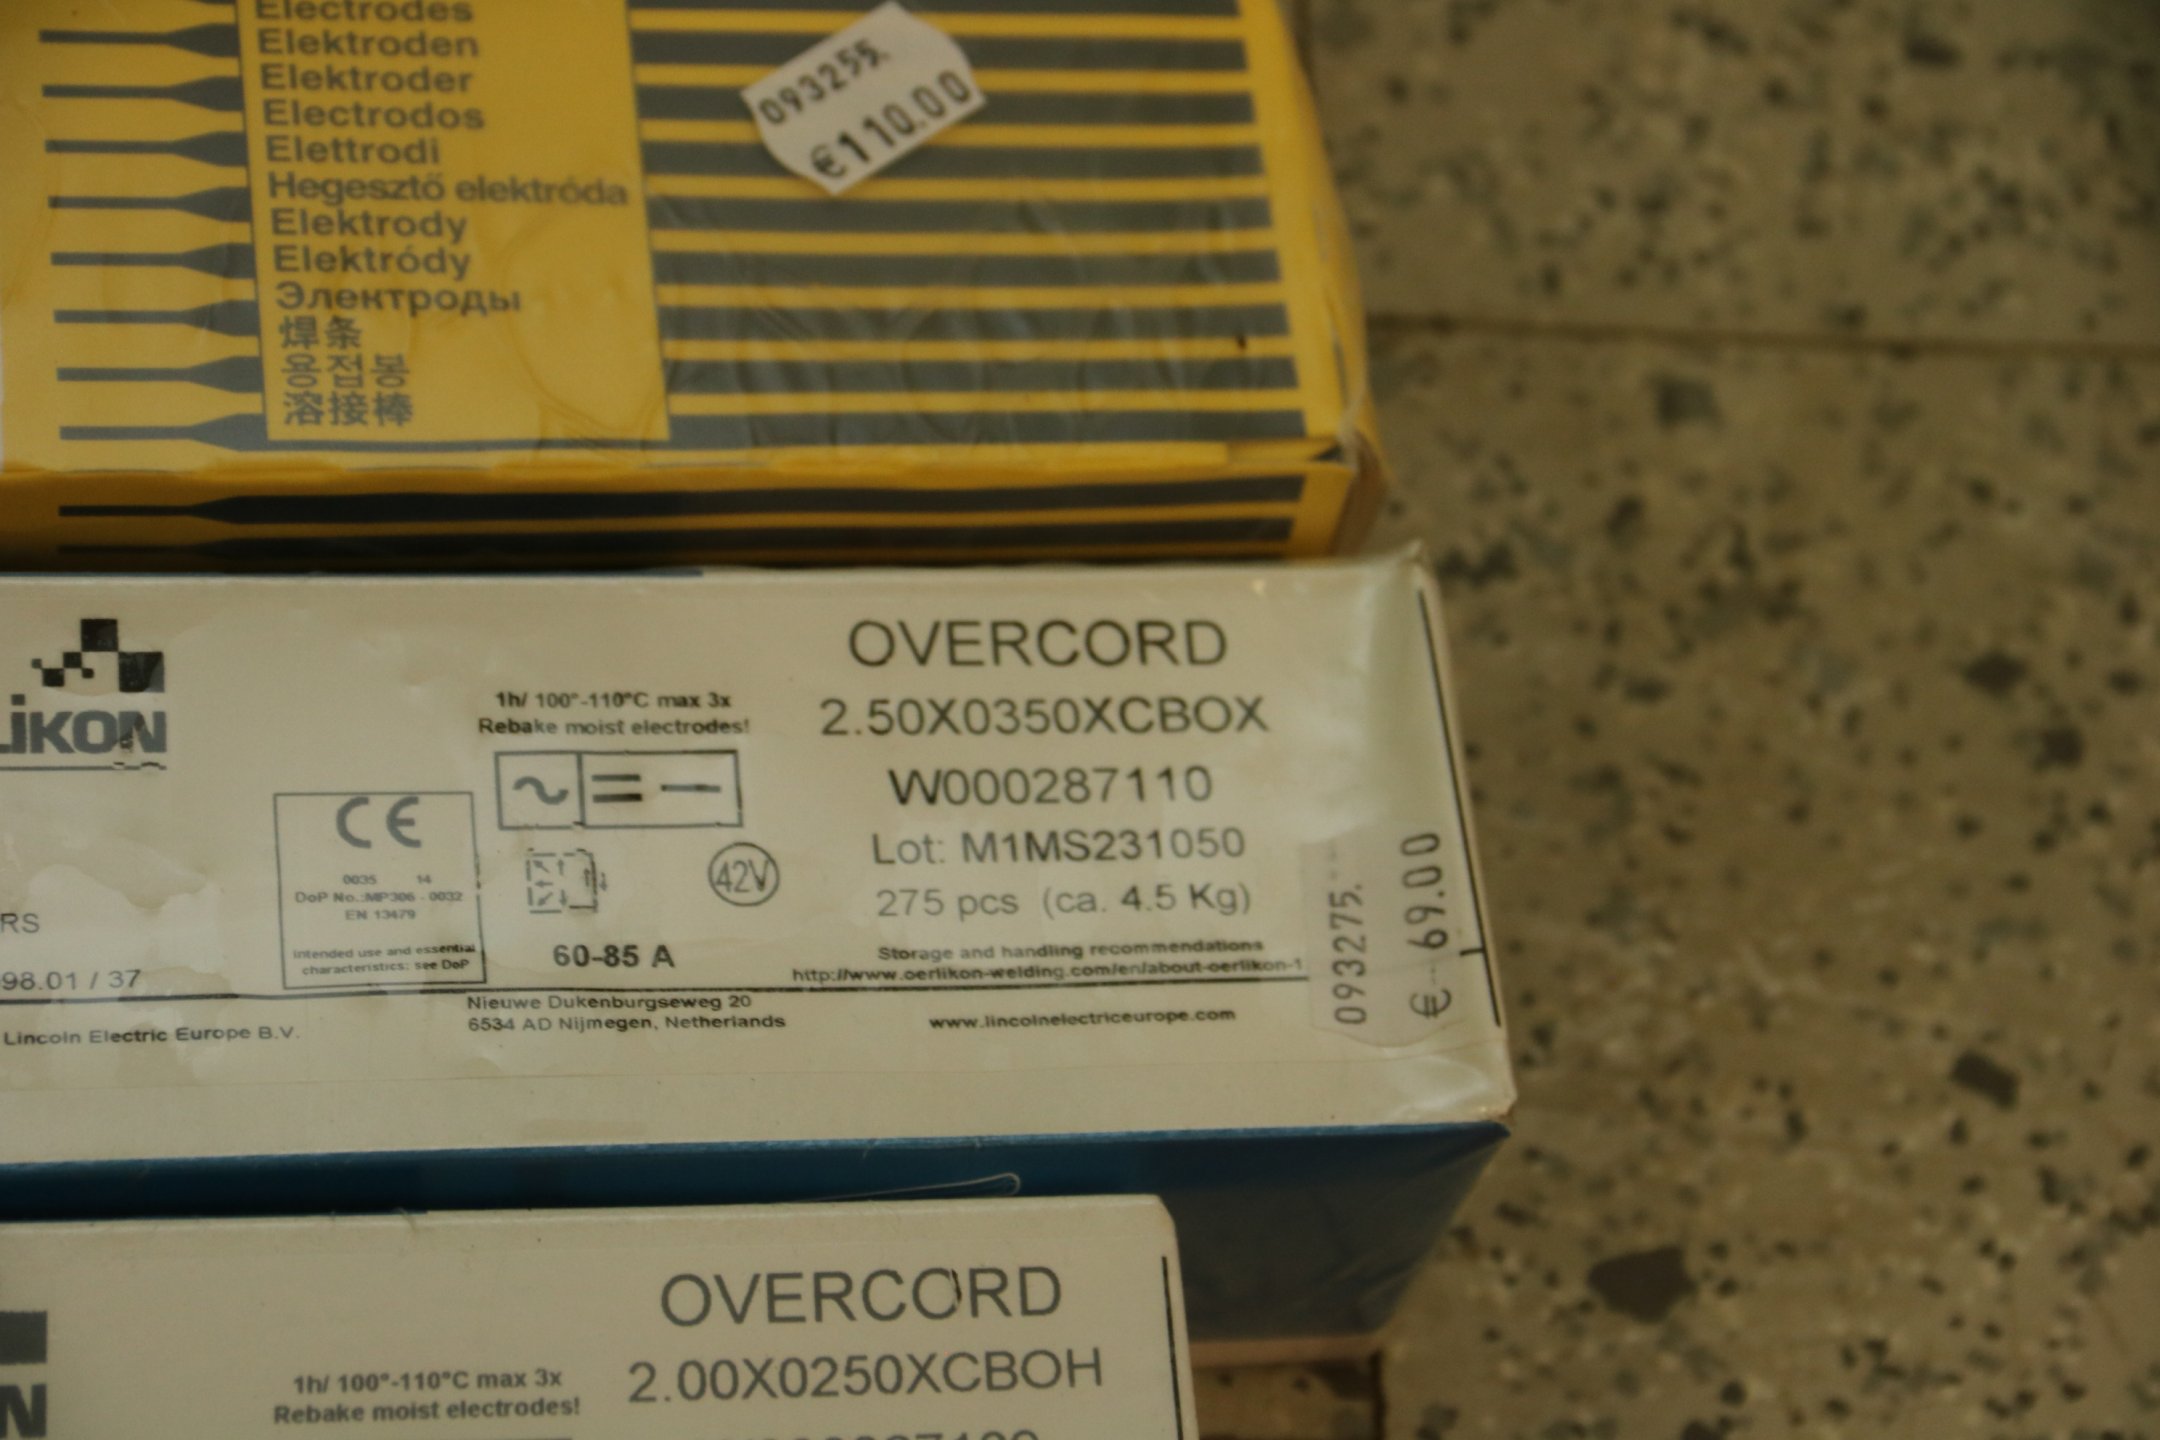 Electrodes
Elektroden
Elektroder
Electrodos
Elettrodi
Hegesztő elektróda
Elektrody
Elektródy
Электроды
焊条
용접봉
溶接棒
093255.
€110.00
LIKON
RS
98.01 / 37
Lincoln Electric Europe B.V.
CE
0035 14
DoP No.:MP306 - 0032
EN 13479
Intended use and essential
characteristics: see DoP
1h/ 100°-110°C max 3x
Rebake moist electrodes!
42V
60-85 A
Nieuwe Dukenburgseweg 20
6534 AD Nijmegen, Netherlands
OVERCORD
2.50X0350XCBOX
W000287110
Lot: M1MS231050
275 pcs (ca. 4.5 Kg)
Storage and handling recommendations
http://www.oerlikon-welding.com/en/about-oerlikon-1
www.lincolnelectriceurope.com
093275.
€ 69.00
N
1h/ 100°-110°C max 3x
Rebake moist electrodes!
OVERCORD
2.00X0250XCBOH